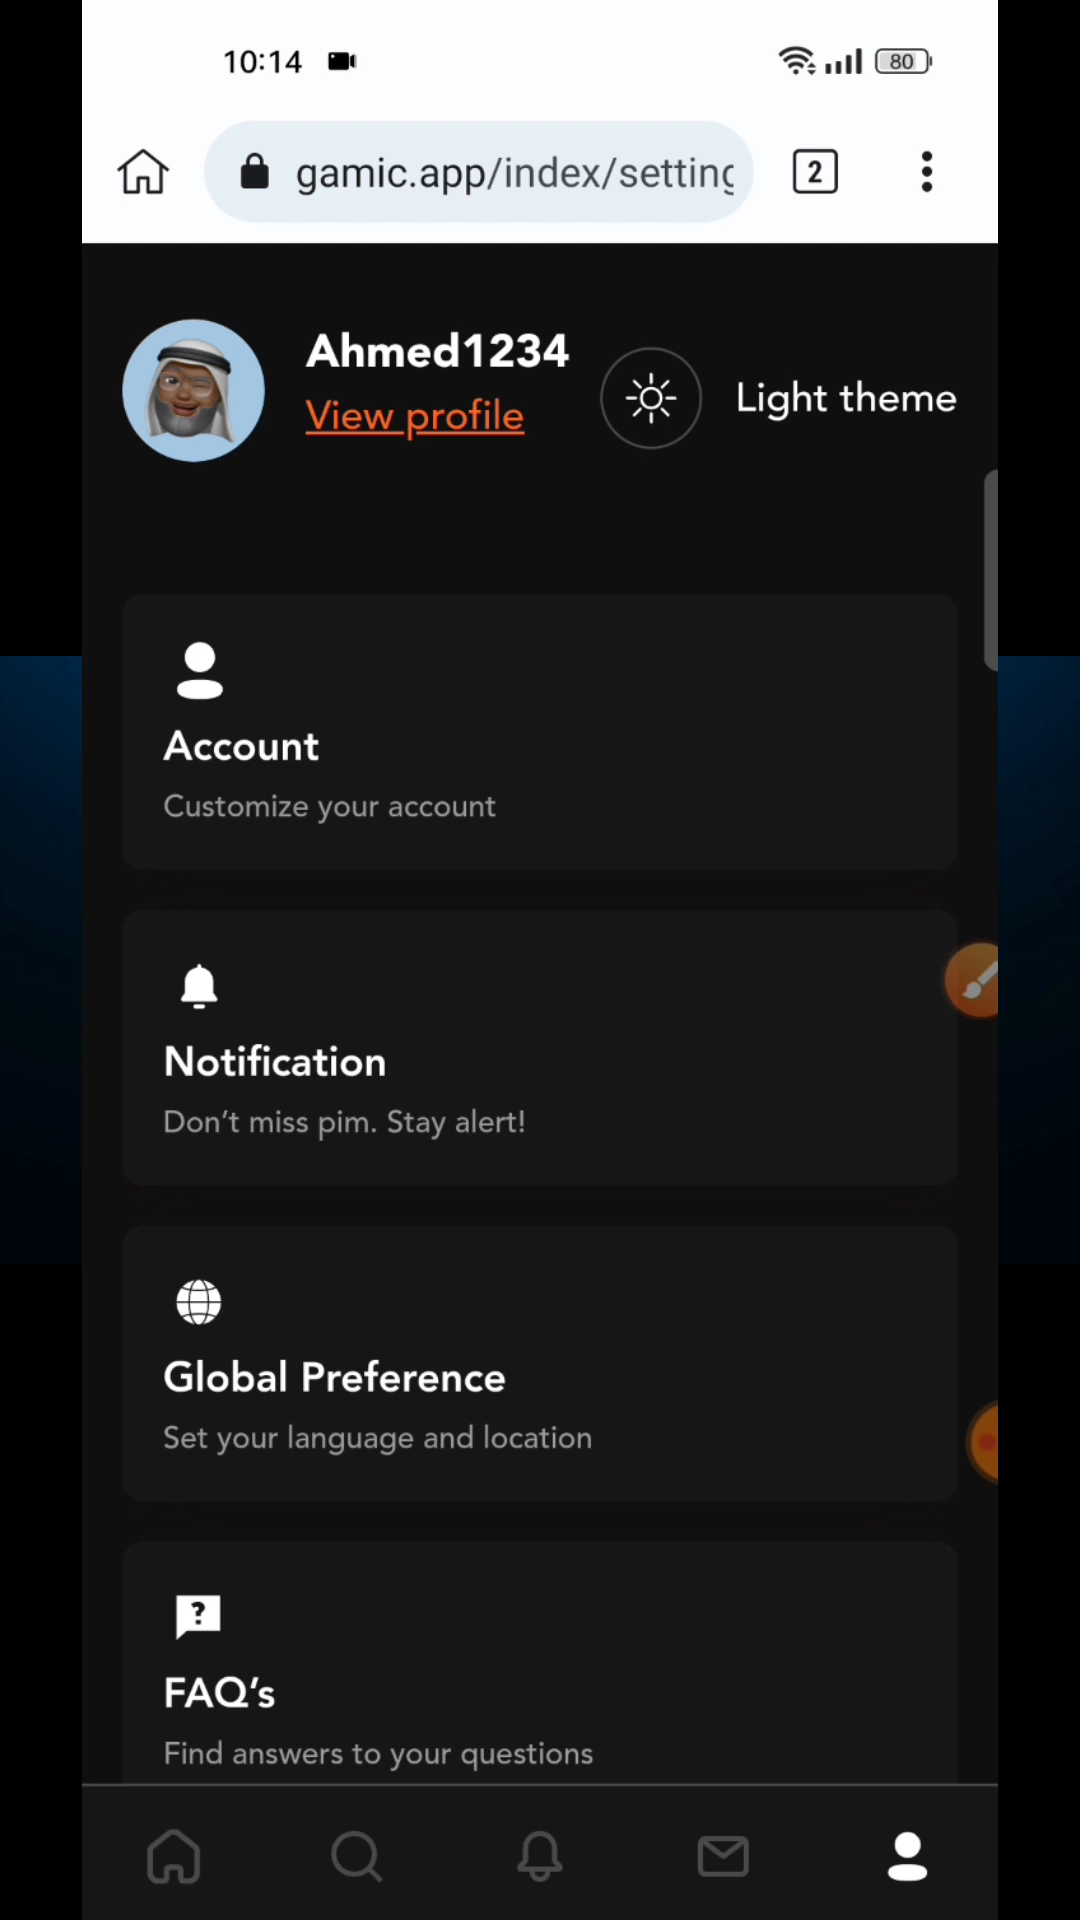 10:14
80
gamic.app/index/setting
2
Ahmed1234
View profile
Light theme
Account
Customize your account
Notification
Don’t miss pim. Stay alert!
Global Preference
Set your language and location
?
FAQ’s
Find answers to your questions